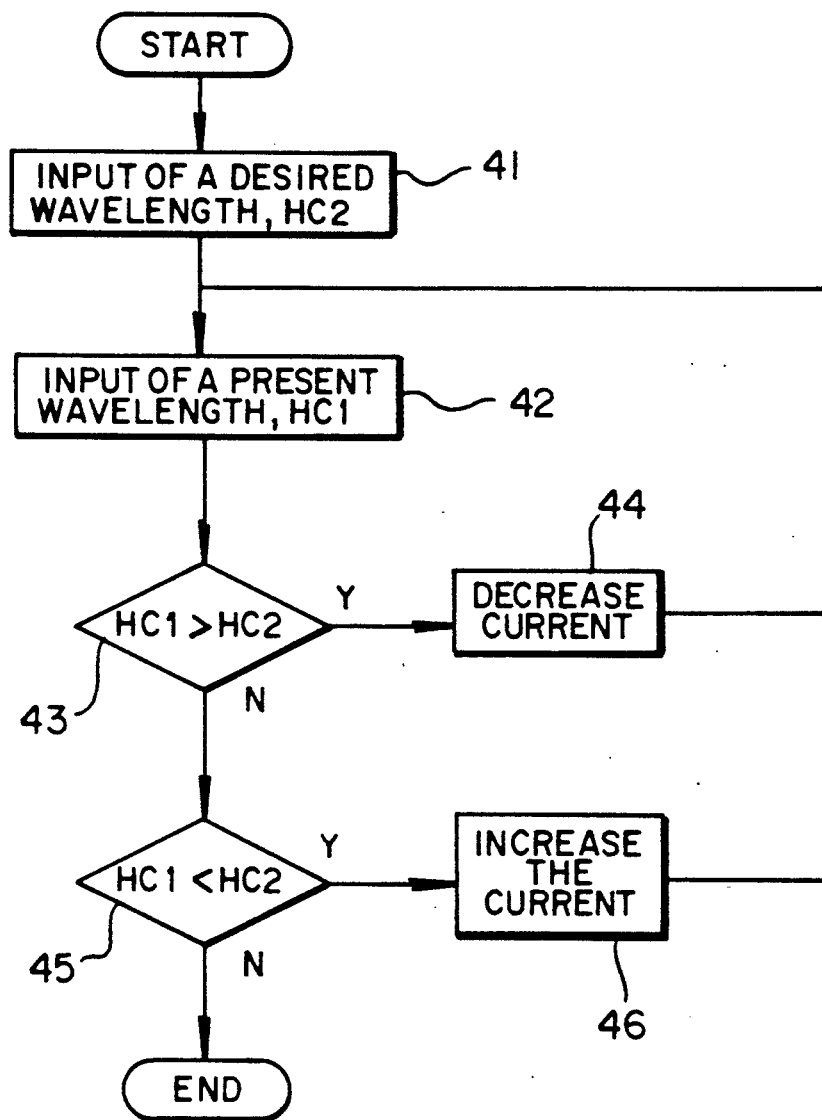 START
INPUT OF A DESIRED
WAVELENGTH, HC2
41
INPUT OF A PRESENT
WAVELENGTH, HC1
42
44
HC1 > HC2
Y
DECREASE
CURRENT
43
N
HC1 < HC2
Y
INCREASE
THE
CURRENT
45
N
46
END